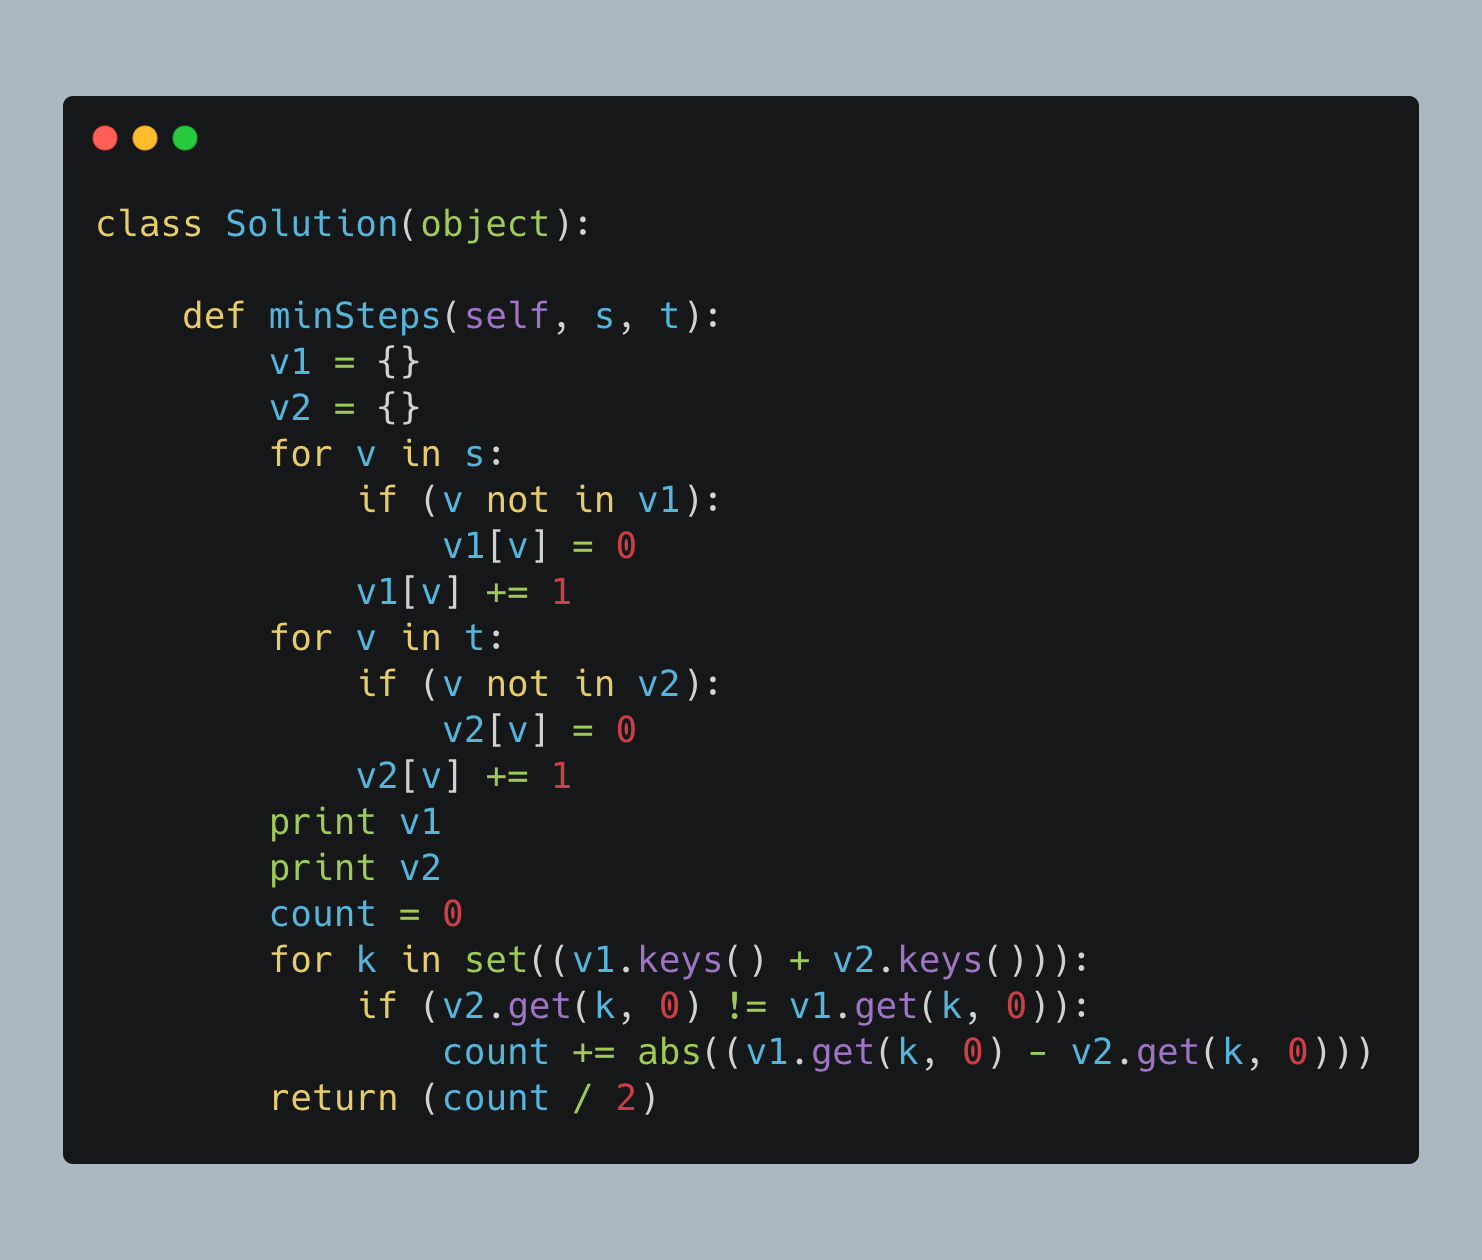 class Solution(object):

    def minSteps(self, s, t):
        v1 = {}
        v2 = {}
        for v in s:
            if (v not in v1):
                v1[v] = 0
            v1[v] += 1
        for v in t:
            if (v not in v2):
                v2[v] = 0
            v2[v] += 1
        print v1
        print v2
        count = 0
        for k in set((v1.keys() + v2.keys())):
            if (v2.get(k, 0) != v1.get(k, 0)):
                count += abs((v1.get(k, 0) - v2.get(k, 0)))
        return (count / 2)